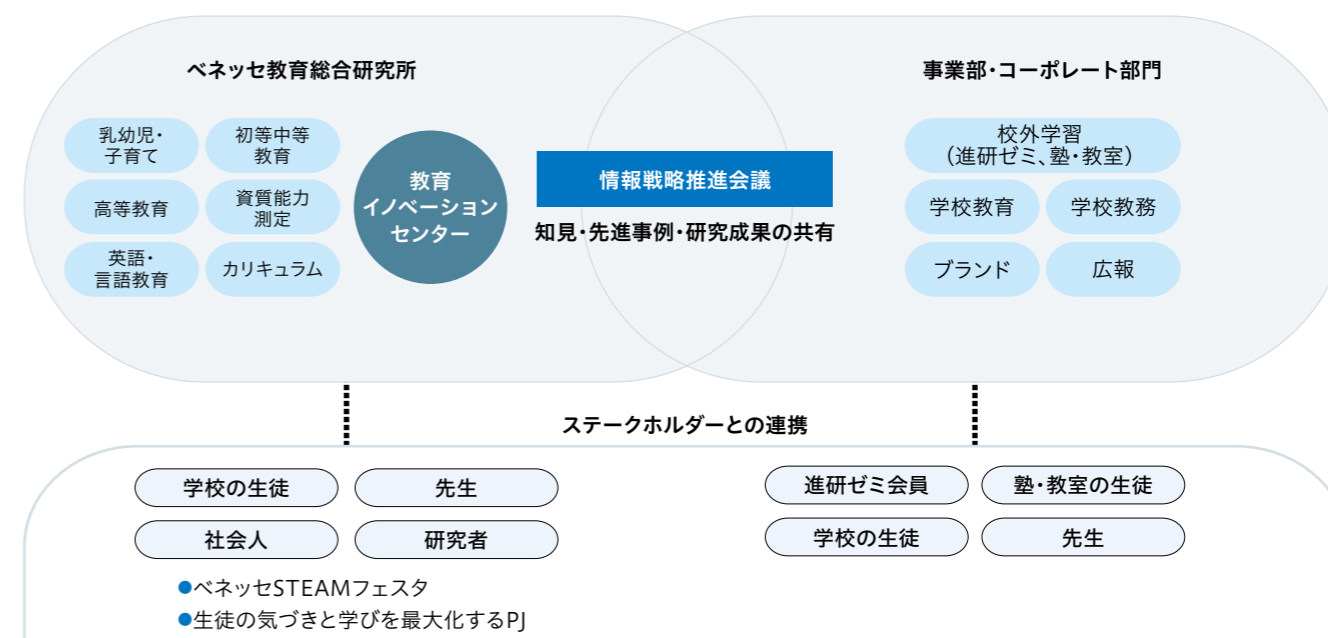 ベネッセ教育総合研究所
乳幼児・
子育て
初等中等
教育
高等教育
資質能力
測定
英語・
言語教育
カリキュラム
教育
イノベーション
センター
情報戦略推進会議
知見・先進事例・研究成果の共有
事業部・コーポレート部門
校外学習
（進研ゼミ、塾・教室）
学校教育
学校教務
ブランド
広報
ステークホルダーとの連携
学校の生徒
先生
社会人
研究者
●ベネッセSTEAMフェスタ
●生徒の気づきと学びを最大化するPJ
進研ゼミ会員
塾・教室の生徒
学校の生徒
先生